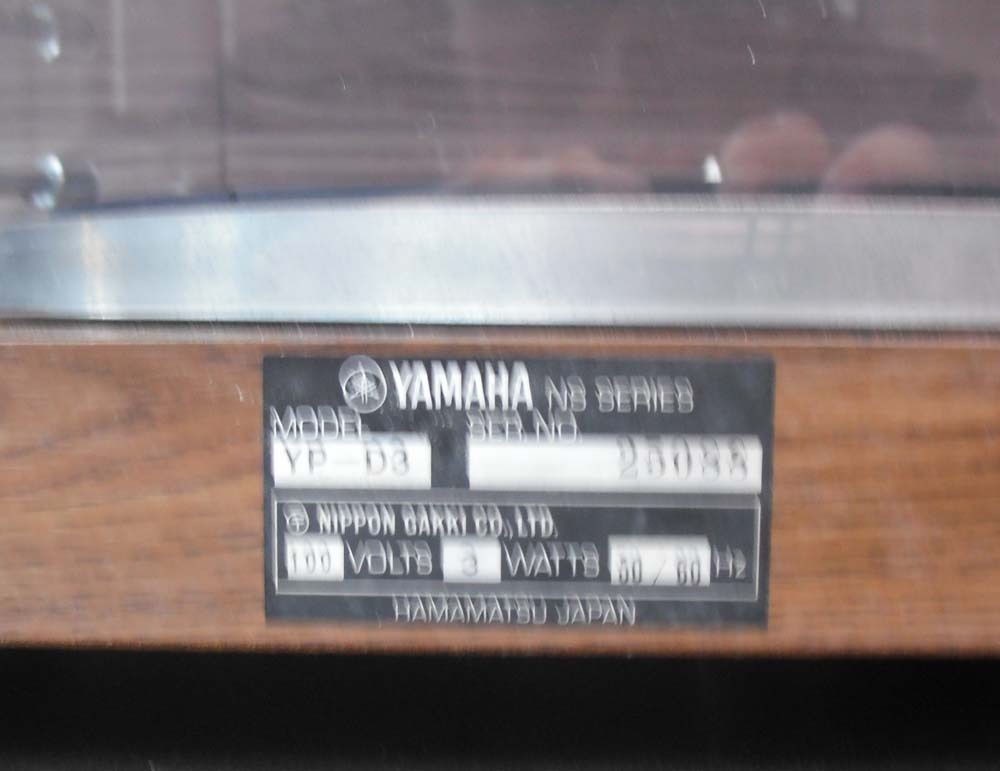 YAMAHA NS SERIES
MODEL SER. NO.
YP-D3
NIPPON GAKKI CO., LTD.
100 VOLTS 3 WATTS 50/60 Hz
HAMAMATSU JAPAN